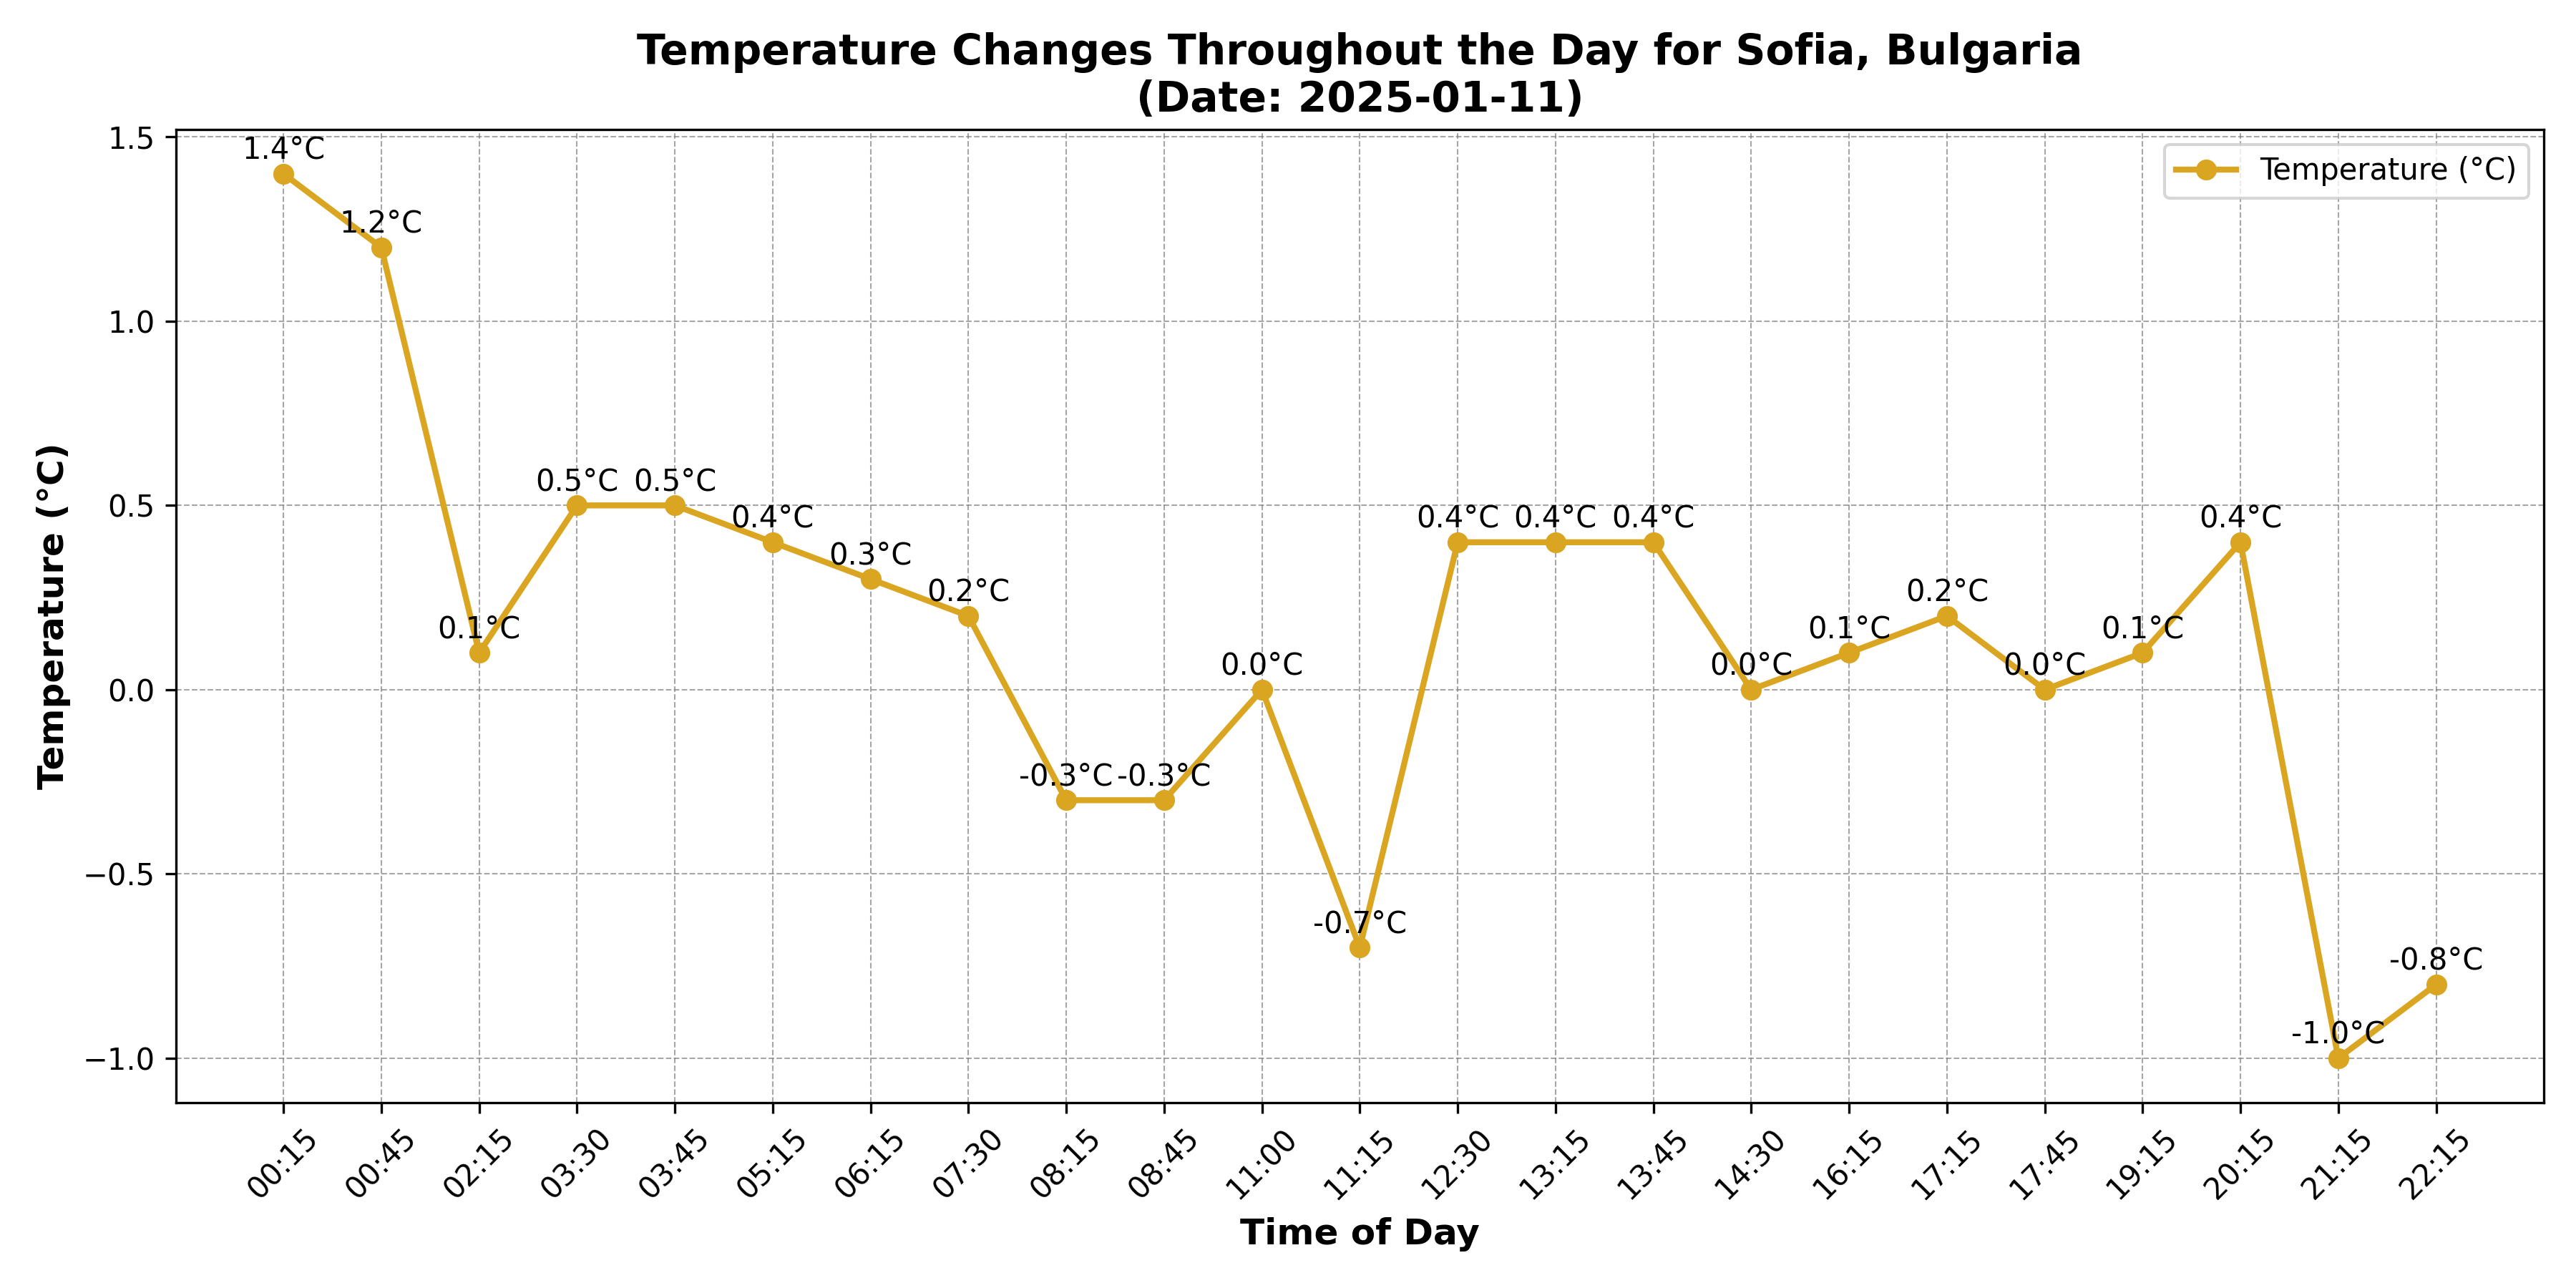 Temperature Changes Throughout the Day for Sofia, Bulgaria
(Date: 2025-01-11)
Temperature (°C)
Temperature (°C)
1.5
1.0
0.5
0.0
−0.5
−1.0
1.4°C
1.2°C
0.1°C
0.5°C
0.5°C
0.4°C
0.3°C
0.2°C
-0.3°C
-0.3°C
0.0°C
-0.7°C
0.4°C
0.4°C
0.4°C
0.0°C
0.1°C
0.2°C
0.0°C
0.1°C
0.4°C
-1.0°C
-0.8°C
00:15
00:45
02:15
03:30
03:45
05:15
06:15
07:30
08:15
08:45
11:00
11:15
12:30
13:15
13:45
14:30
16:15
17:15
17:45
19:15
20:15
21:15
22:15
Time of Day